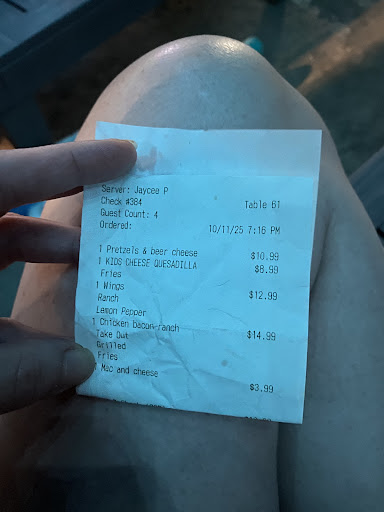 Server: Jaycee P
Check #384 Table 61
Guest Count: 4
Ordered: 10/11/25 7:16 PM
1 Pretzels & beer cheese $10.99
1 KIDS CHEESE QUESADILLA $8.99
Fries
1 Wings $12.99
Ranch
Lemon Pepper
1 Chicken bacon ranch $14.99
Take Out
Grilled
Fries
1 Mac and cheese $3.99